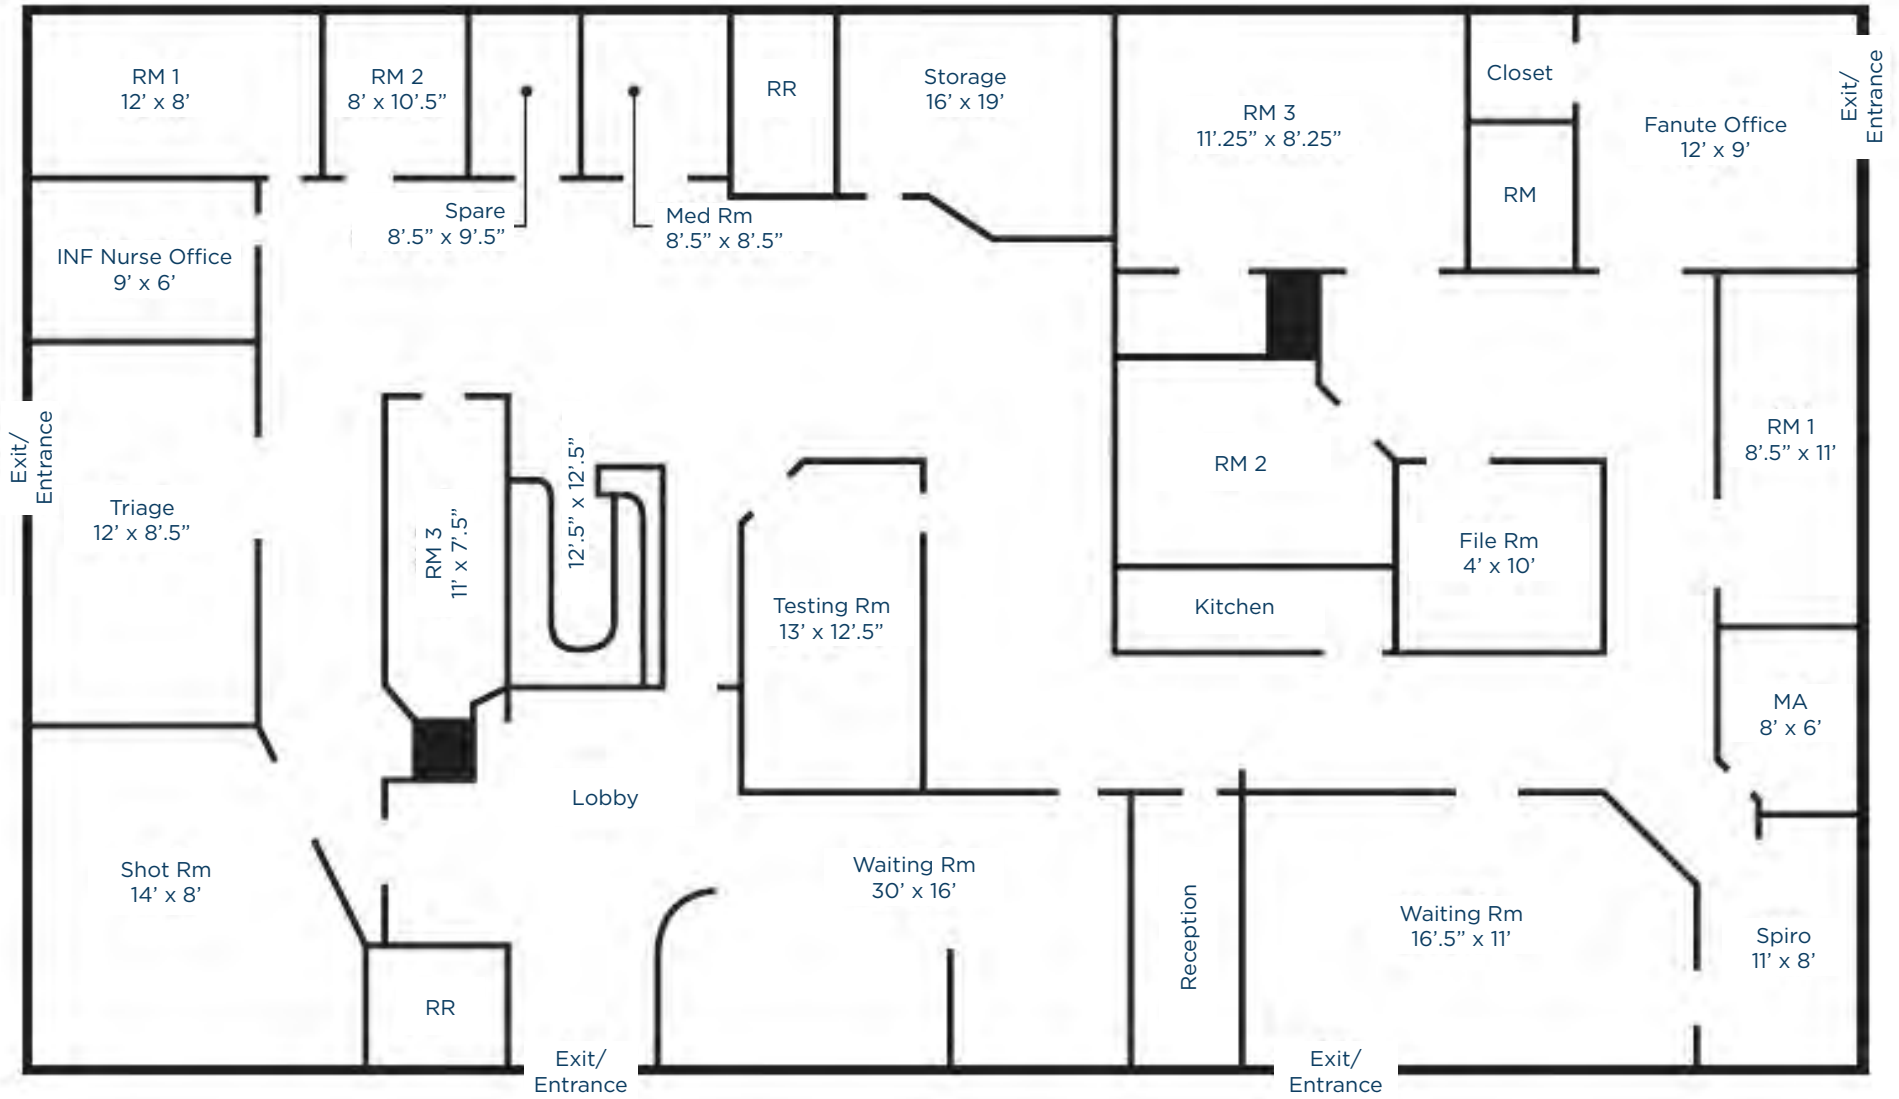 RM 1
12’ x 8’
RM 2
8’ x 10’.5”
RR
Storage
16’ x 19’
RM 3
11’.25” x 8’.25”
Closet
Fanute Office
12’ x 9’
Exit/
Entrance
RM
Spare
8’.5” x 9’.5”
Med Rm
8’.5” x 8’.5”
INF Nurse Office
9’ x 6’
Exit/
Entrance
Triage
12’ x 8’.5”
RM 3
11’ x 7’.5”
12’.5” x 12’.5”
Testing Rm
13’ x 12’.5”
RM 2
File Rm
4’ x 10’
Kitchen
RM 1
8’.5” x 11’
MA
8’ x 6’
Lobby
Shot Rm
14’ x 8’
Waiting Rm
30’ x 16’
Reception
Waiting Rm
16’.5” x 11’
Spiro
11’ x 8’
RR
Exit/
Entrance
Exit/
Entrance